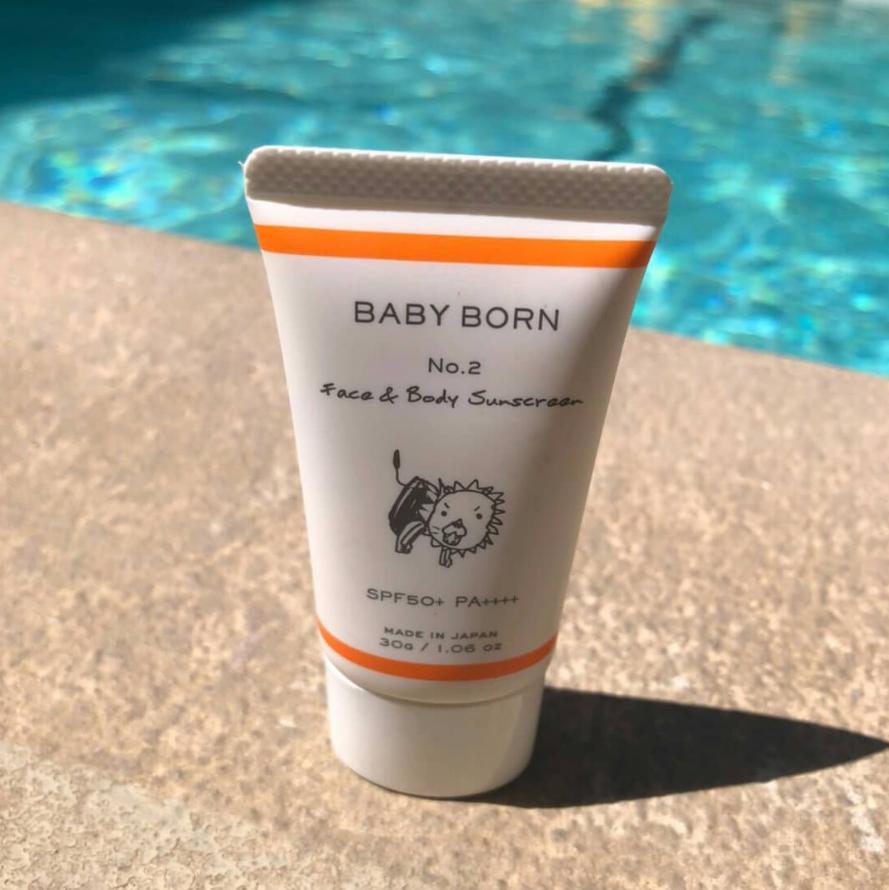 BABY BORN
No.2
Face & Body Sunscreen
SPF50+ PA++++
MADE IN JAPAN
30g / 1.06 oz